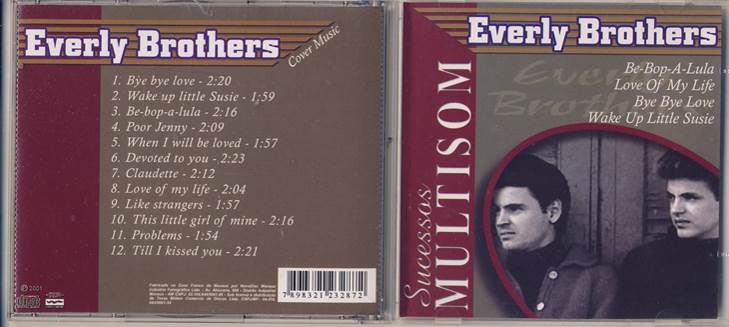 Everly Brothers
Cover Music
1. Bye bye love - 2:20
2. Wake up little Susie - 1:59
3. Be-bop-a-lula - 2:16
4. Poor Jenny - 2:09
5. When I will be loved - 1:57
6. Devoted to you - 2:23
7. Claudette - 2:12
8. Love of my life - 2:04
9. Like strangers - 1:57
10. This little girl of mine - 2:16
11. Problems - 1:54
12. Till I kissed you - 2:21
℗ 2001
7 898321 232872
Everly Brothers
Be-Bop-A-Lula
Love Of My Life
Bye Bye Love
Wake Up Little Susie
Sucessos
MULTISOM